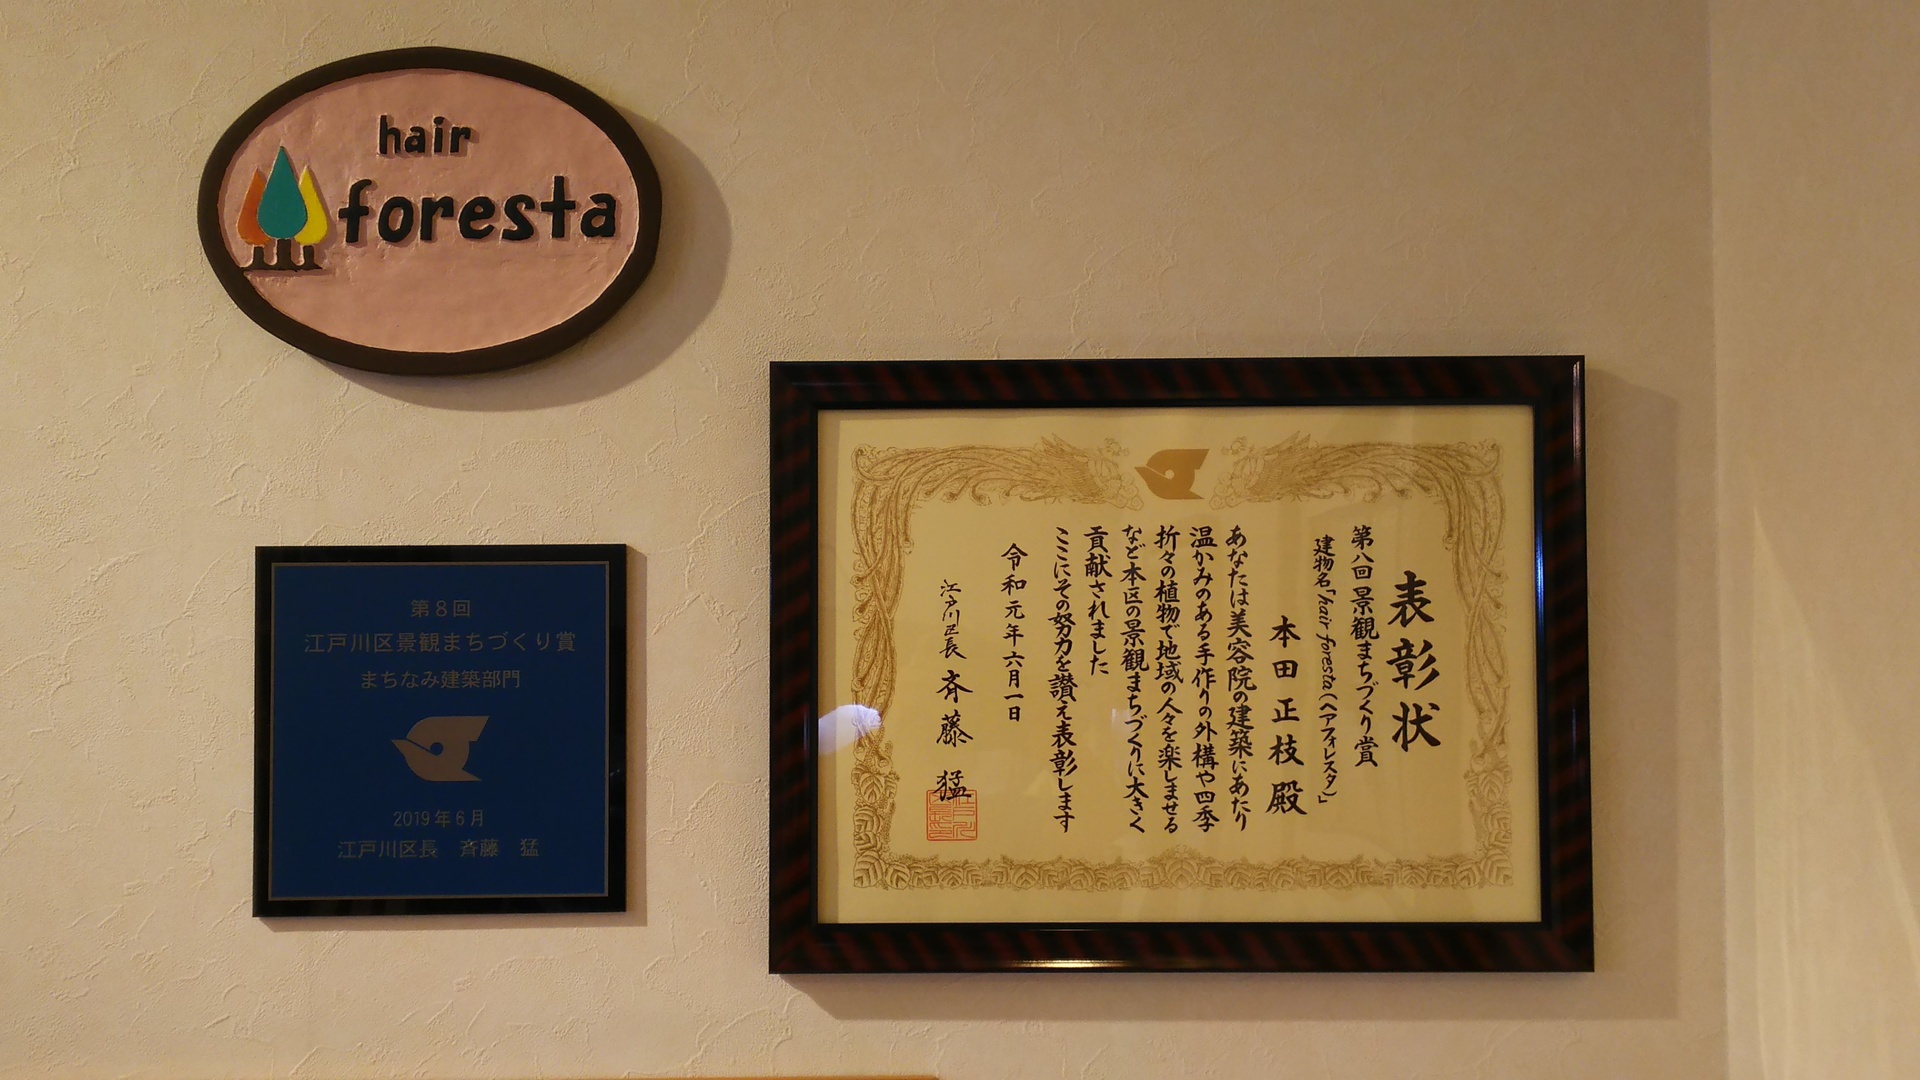 hair
foresta
第8回
江戸川区景観まちづくり賞
まちなみ建築部門
2019年6月
江戸川区長 斉藤 猛
表彰状
第八回景観まちづくり賞
建物名「hair foresta(ヘアフォレスタ)」
本田正枝殿
あなたは美容院の建築にあたり
温かみのある手作りの外構や四季
折々の植物で地域の人々を楽しませる
など本区の景観まちづくりに大きく
貢献されました
ここにその努力を讃え表彰します
令和元年六月一日
江戸川区長 斉藤 猛